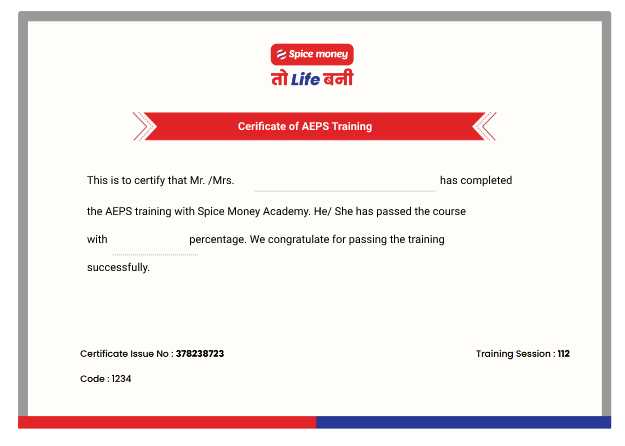 Spice money
तो Life बनी
Cerificate of AEPS Training
This is to certify that Mr. /Mrs. has completed
the AEPS training with Spice Money Academy. He/ She has passed the course
with percentage. We congratulate for passing the training
successfully.
Certificate Issue No : 378238723 Training Session : 112
Code : 1234